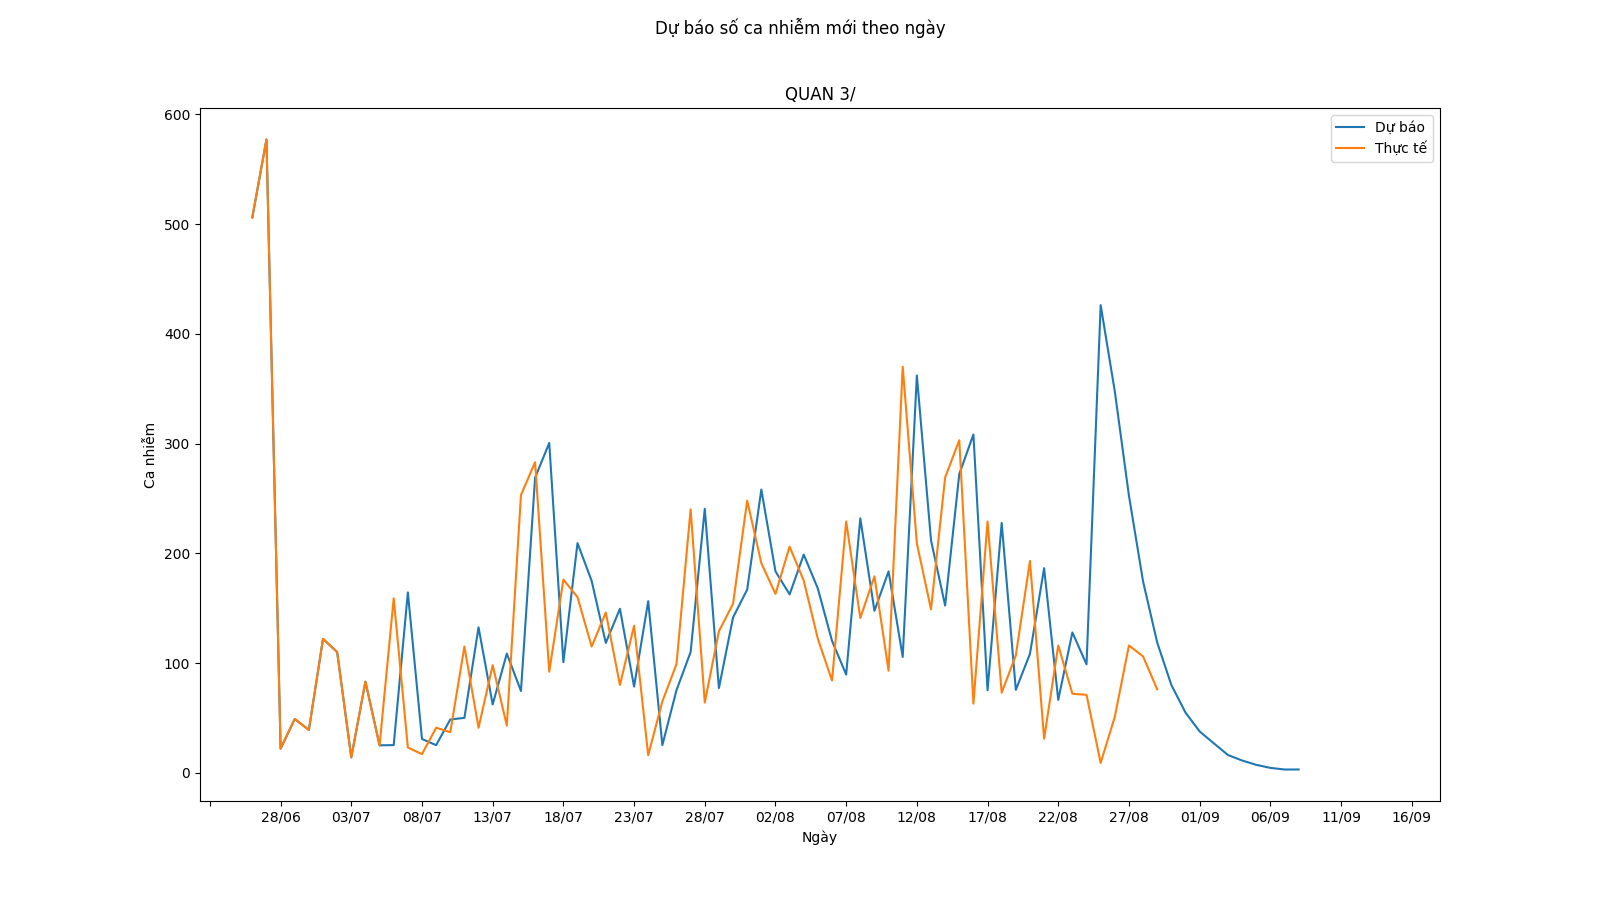 Dự báo số ca nhiễm mới theo ngày
QUAN 3/
Dự báo
Thực tế
600
500
400
300
200
100
0
Ca nhiễm
28/06 03/07 08/07 13/07 18/07 23/07 28/07 02/08 07/08 12/08 17/08 22/08 27/08 01/09 06/09 11/09 16/09
Ngày